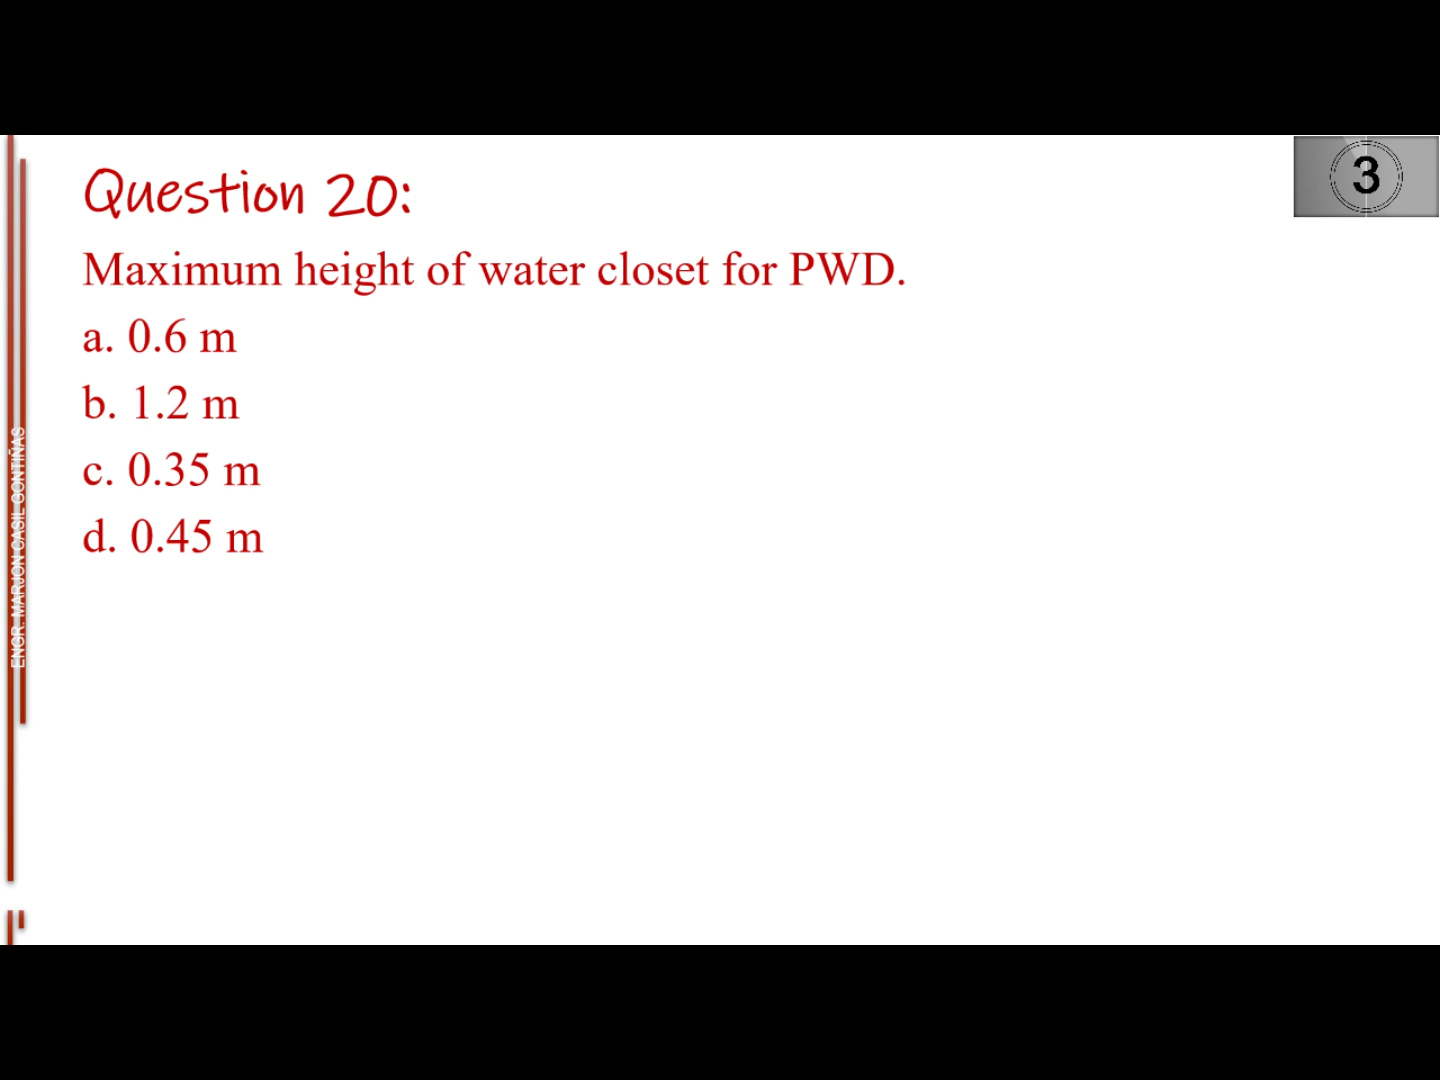 Question 20:
3
Maximum height of water closet for PWD.
a. 0.6 m
b. 1.2 m
c. 0.35 m
d. 0.45 m
ENGR. MARJON CASIL GONTIÑAS